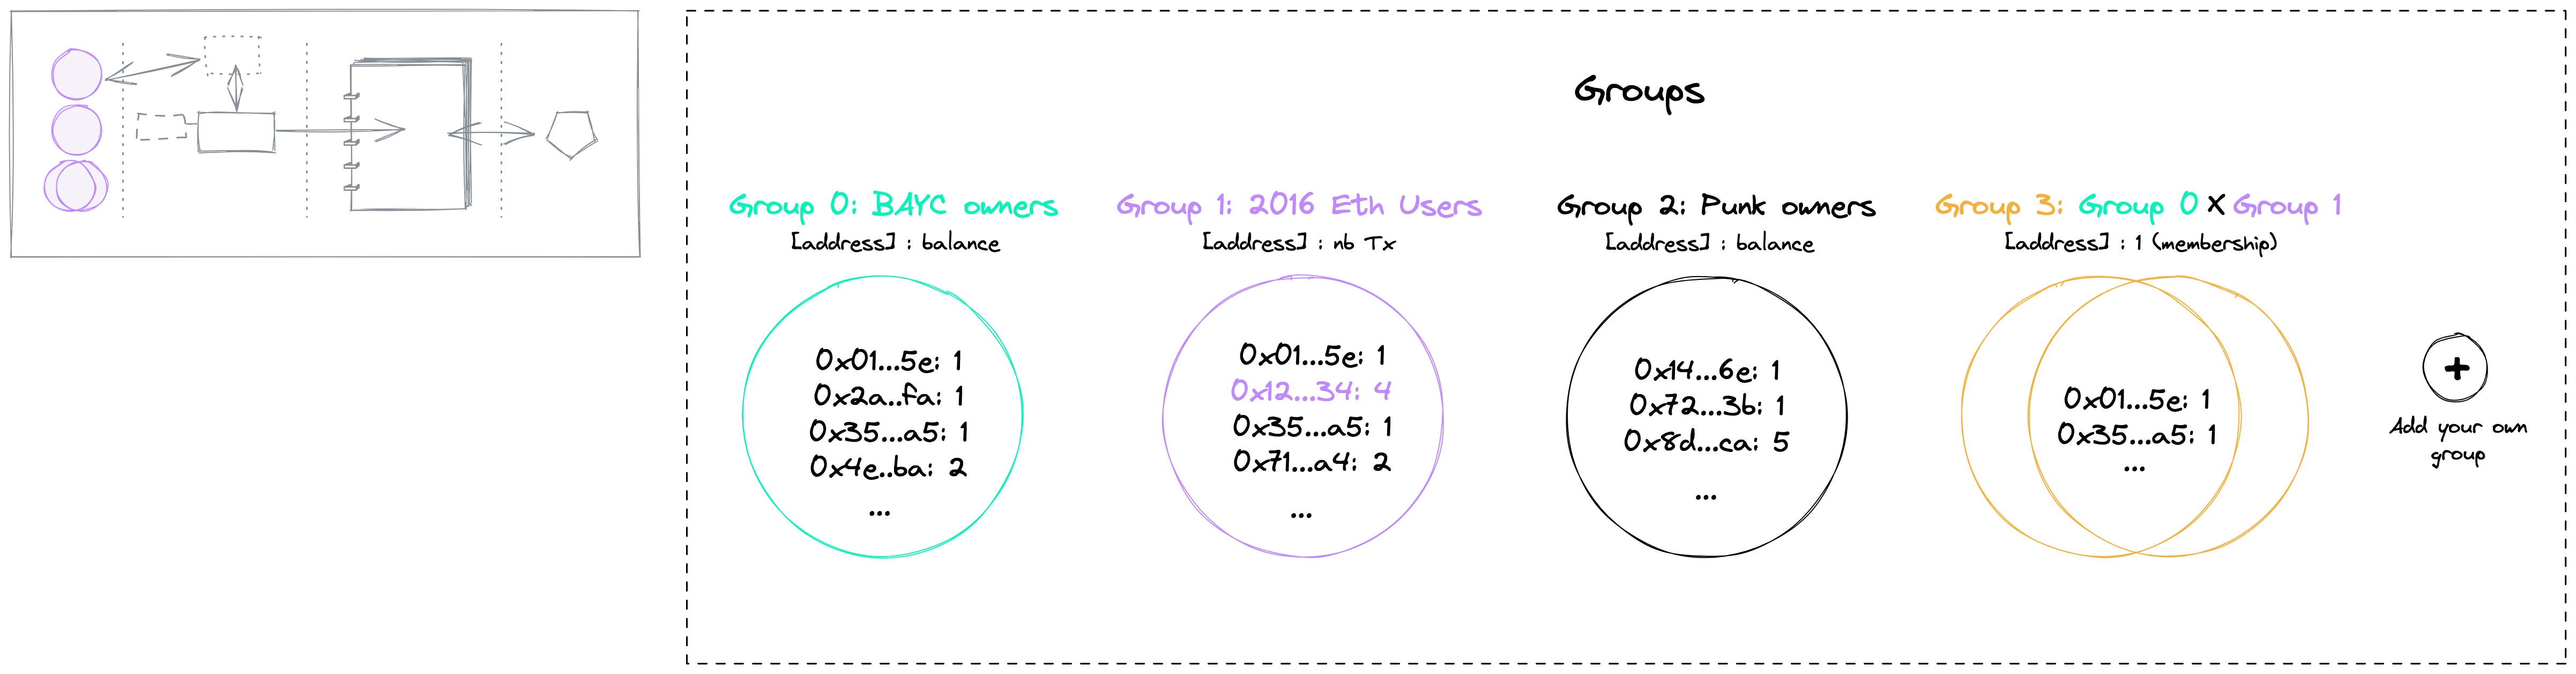 Groups
Group 0: BAYC owners
[address] : balance
0x01...5e: 1
0x2a..fa: 1
0x35...a5: 1
0x4e..ba: 2
...
Group 1: 2016 Eth Users
[address] : nb Tx
0x01...5e: 1
0x12...34: 4
0x35...a5: 1
0x71...a4: 2
...
Group 2: Punk owners
[address] : balance
0x14...6e: 1
0x72...3b: 1
0x8d...ca: 5
...
Group 3: Group 0 X Group 1
[address] : 1 (membership)
0x01...5e: 1
0x35...a5: 1
...
+
Add your own
group